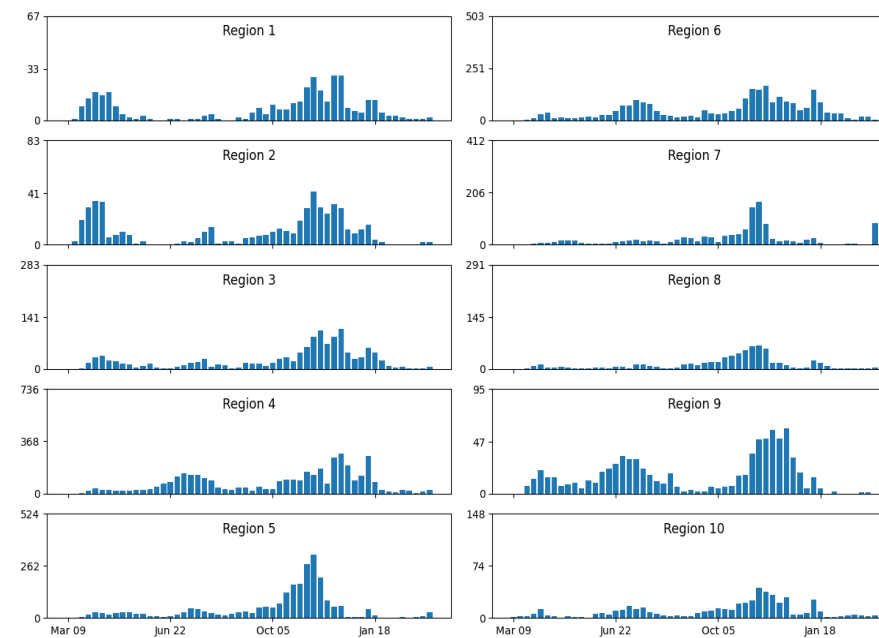 67
33
0
Region 1
503
251
0
Region 6
83
41
0
Region 2
412
206
0
Region 7
283
141
0
Region 3
291
145
0
Region 8
736
368
0
Region 4
95
47
0
Region 9
524
262
0
Region 5
148
74
0
Region 10
Mar 09 Jun 22 Oct 05 Jan 18
Mar 09 Jun 22 Oct 05 Jan 18